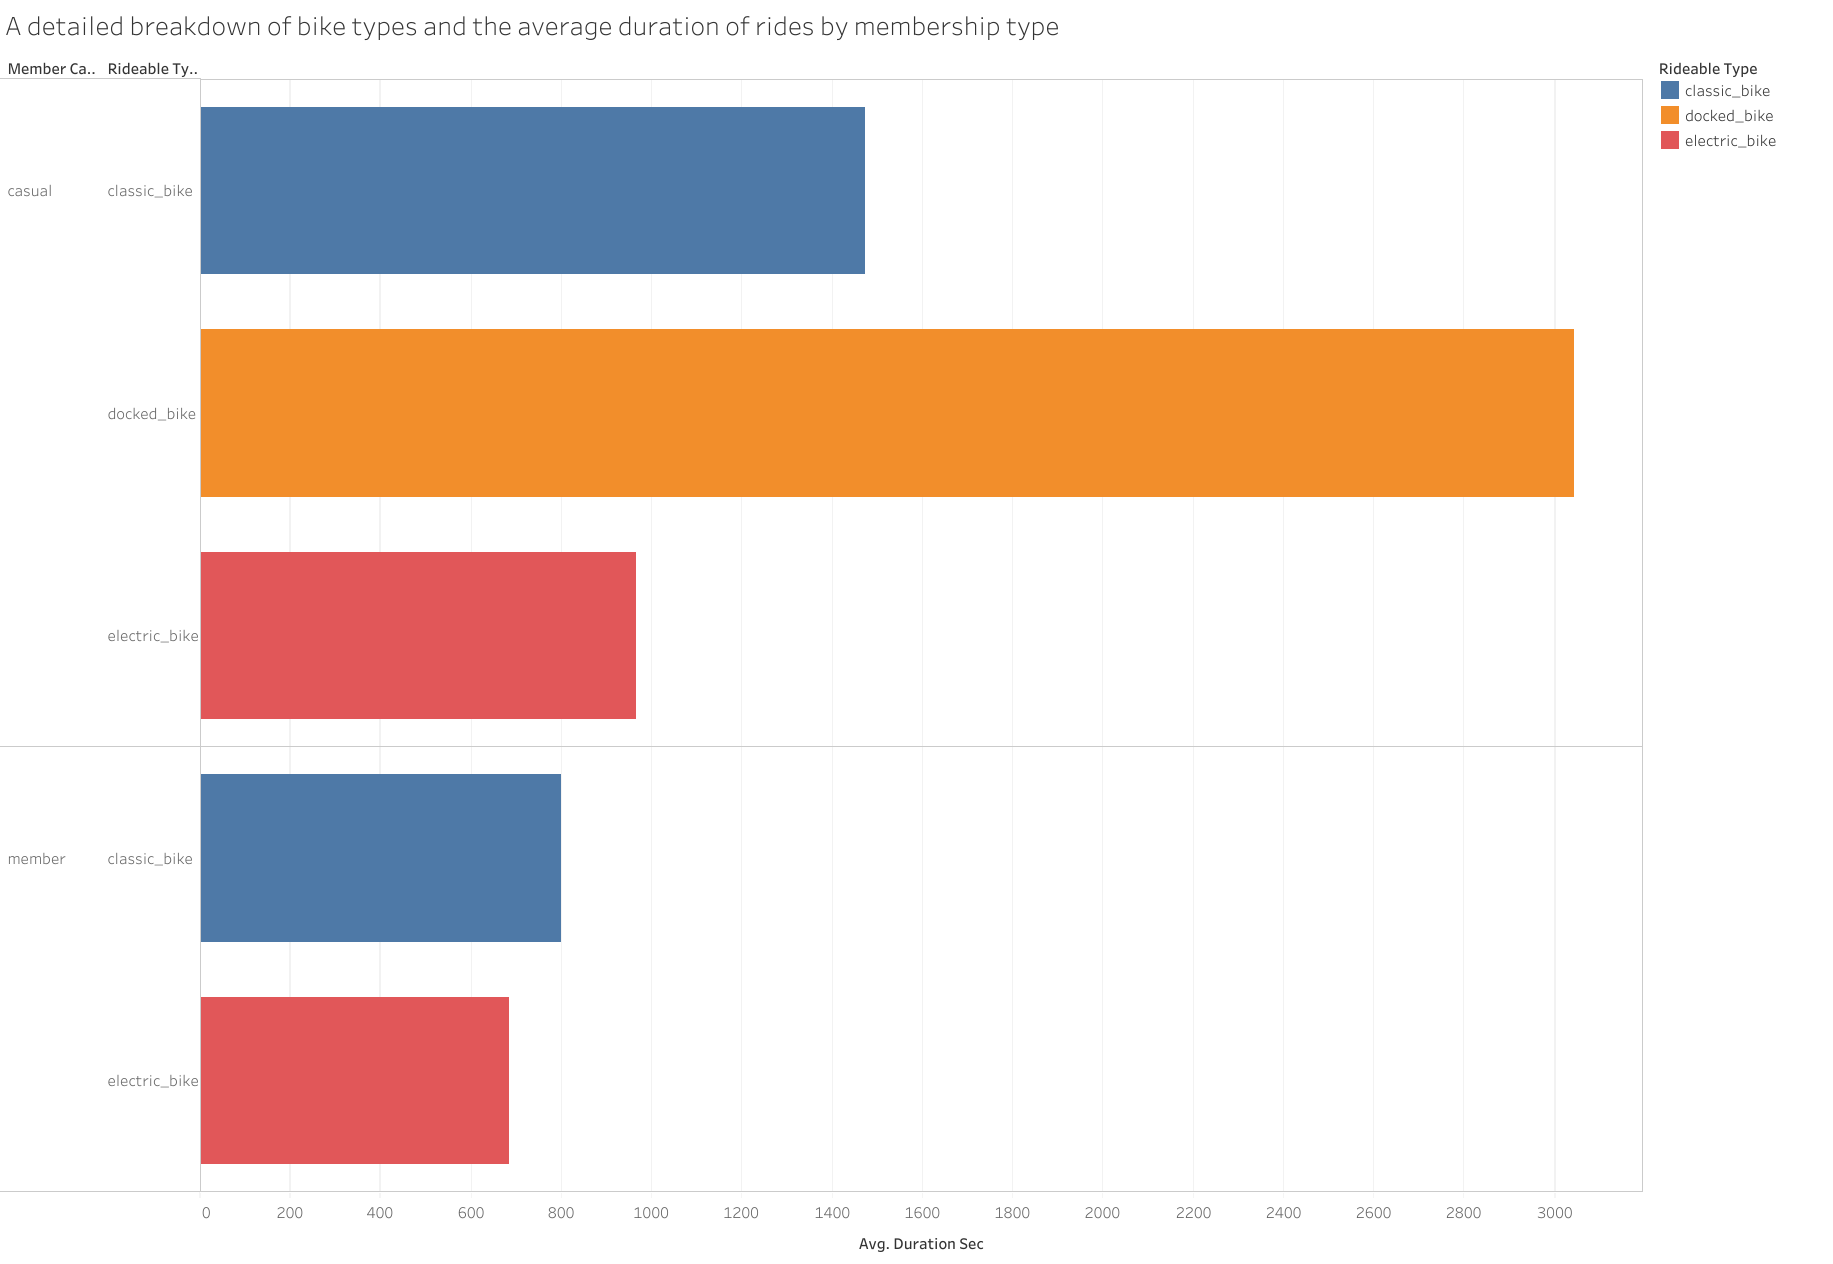 A detailed breakdown of bike types and the average duration of rides by membership type
Member Ca.. Rideable Ty..
Rideable Type
classic_bike
docked_bike
electric_bike
casual classic_bike
docked_bike
electric_bike
member classic_bike
electric_bike
0 200 400 600 800 1000 1200 1400 1600 1800 2000 2200 2400 2600 2800 3000
Avg. Duration Sec